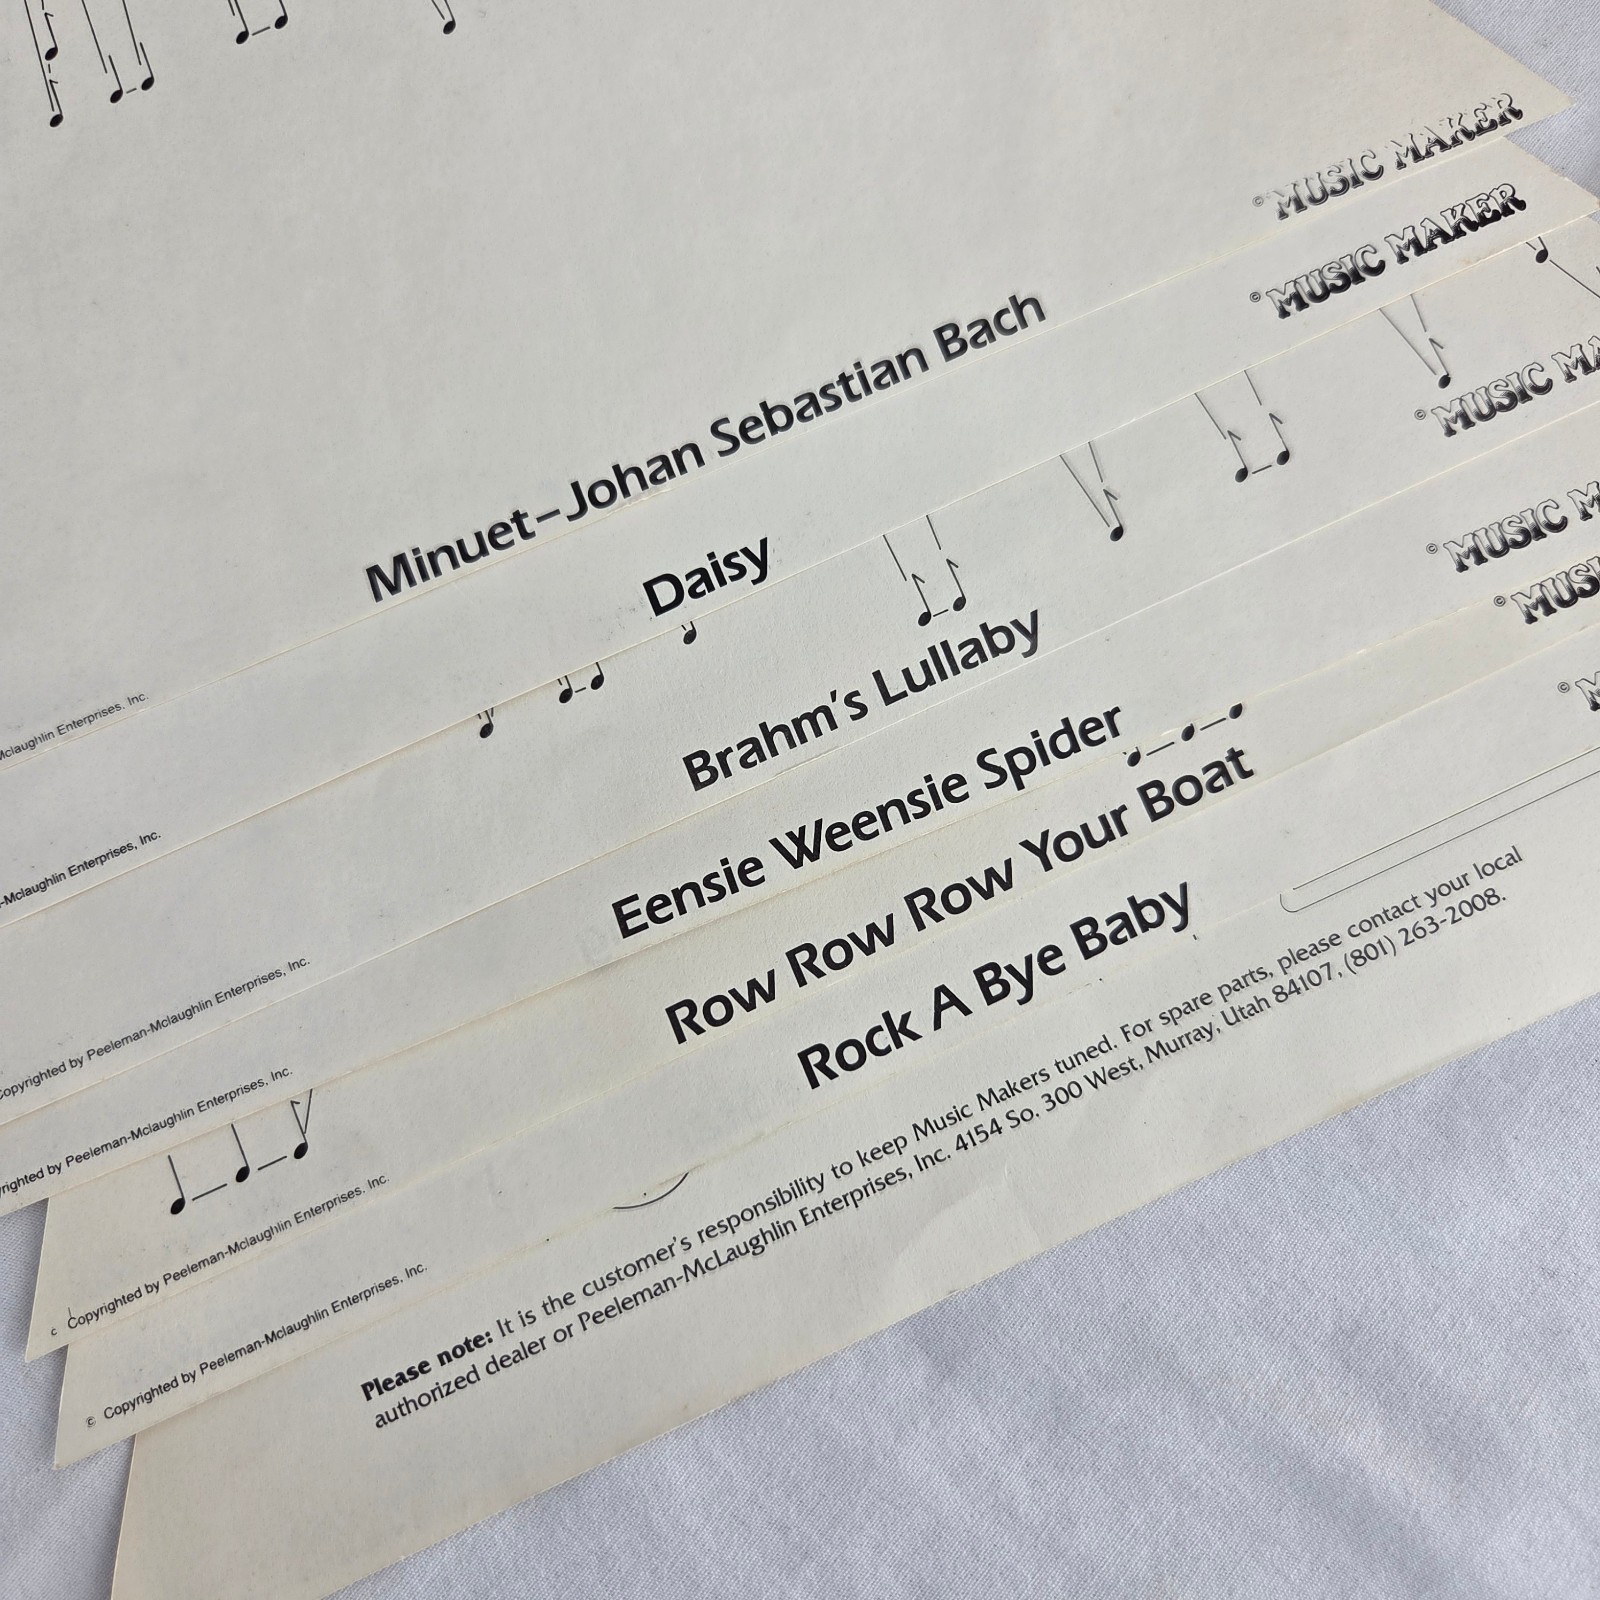 © MUSIC MAKER
Minuet–Johan Sebastian Bach
Mclaughlin Enterprises, Inc.
© MUSIC MAKER
Daisy
-Mclaughlin Enterprises, Inc.
© MUSIC MA
Brahm's Lullaby
Copyrighted by Peeleman-Mclaughlin Enterprises, Inc.
© MUSIC M
Eensie Weensie Spider
yrighted by Peeleman-Mclaughlin Enterprises, Inc.
© MUSIC
Row Row Row Your Boat
c Copyrighted by Peeleman-Mclaughlin Enterprises, Inc.
© M
Rock A Bye Baby
© Copyrighted by Peeleman-Mclaughlin Enterprises, Inc.
Please note: It is the customer's responsibility to keep Music Makers tuned. For spare parts, please contact your local
authorized dealer or Peeleman-McLaughlin Enterprises, Inc. 4154 So. 300 West, Murray, Utah 84107, (801) 263-2008.